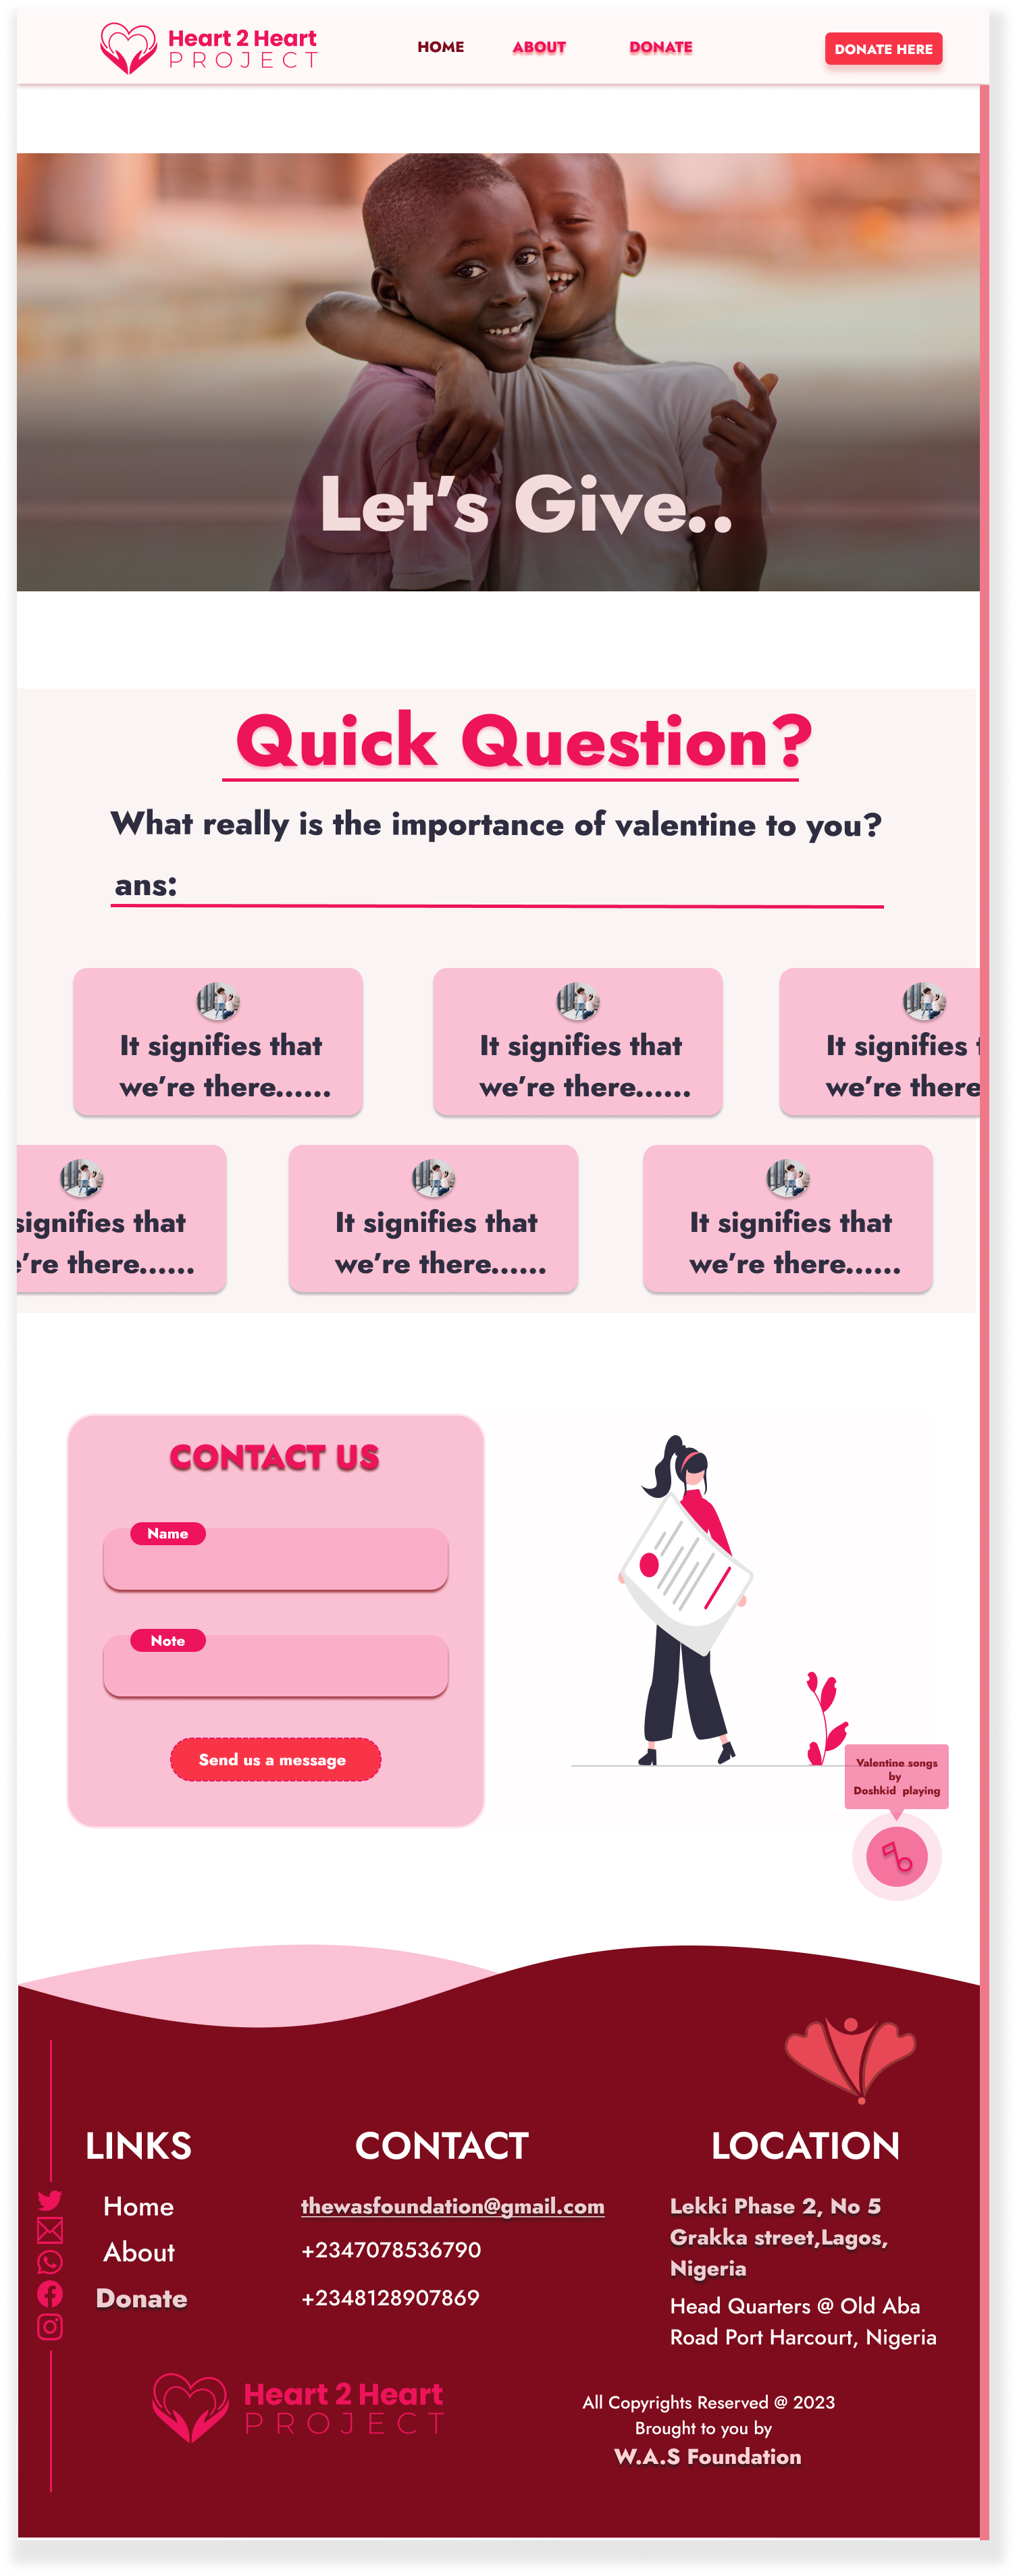 Heart 2 Heart
PROJECT
HOME
ABOUT
DONATE
DONATE HERE
Let's Give..
Quick Question?
What really is the importance of valentine to you?
ans:
It signifies that
we're there......
It signifies that
we're there......
It signifies
we're there
signifies that
're there......
It signifies that
we're there......
It signifies that
we're there......
CONTACT US
Name
Note
Send us a message
Valentine songs
by
Doshkid playing
LINKS
Home
About
Donate
CONTACT
thewasfoundation@gmail.com
+2347078536790
+2348128907869
LOCATION
Lekki Phase 2, No 5
Grakka street,Lagos,
Nigeria
Head Quarters @ Old Aba
Road Port Harcourt, Nigeria
Heart 2 Heart
PROJECT
All Copyrights Reserved @ 2023
Brought to you by
W.A.S Foundation